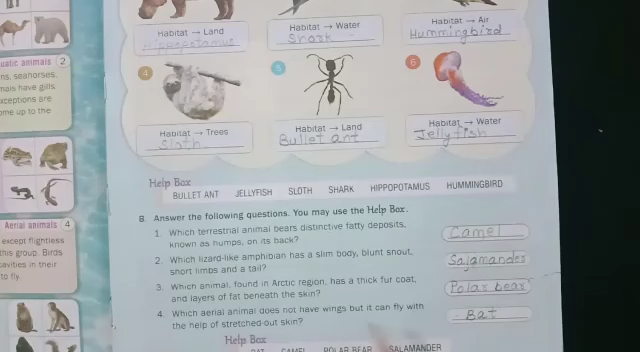 Habitat → Land
Hippopotamus
Habitat → Water
Shark
Habitat → Air
Hummingbird
uatic animals 2
ns, seahorses,
mals have gills.
xceptions are
ome up to the
4
5
6
Habitat → Trees
Sloth
Habitat → Land
Bullet ant
Habitat → Water
Jellyfish
Help Box
BULLET ANT JELLYFISH SLOTH SHARK HIPPOPOTAMUS HUMMINGBIRD
B. Answer the following questions. You may use the Help Box.
1. Which terrestrial animal bears distinctive fatty deposits,
known as humps, on its back?
Camel
2. Which lizard-like amphibian has a slim body, blunt snout,
short limbs and a tail?
Salamander
3. Which animal, found in Arctic region, has a thick fur coat,
and layers of fat beneath the skin?
Polar bear
4. Which aerial animal does not have wings but it can fly with
the help of stretched-out skin?
Bat
Aerial animals 4
except flightless
this group. Birds
cavities in their
to fly.
Help Box
BAT CAMEL POLAR BEAR SALAMANDER